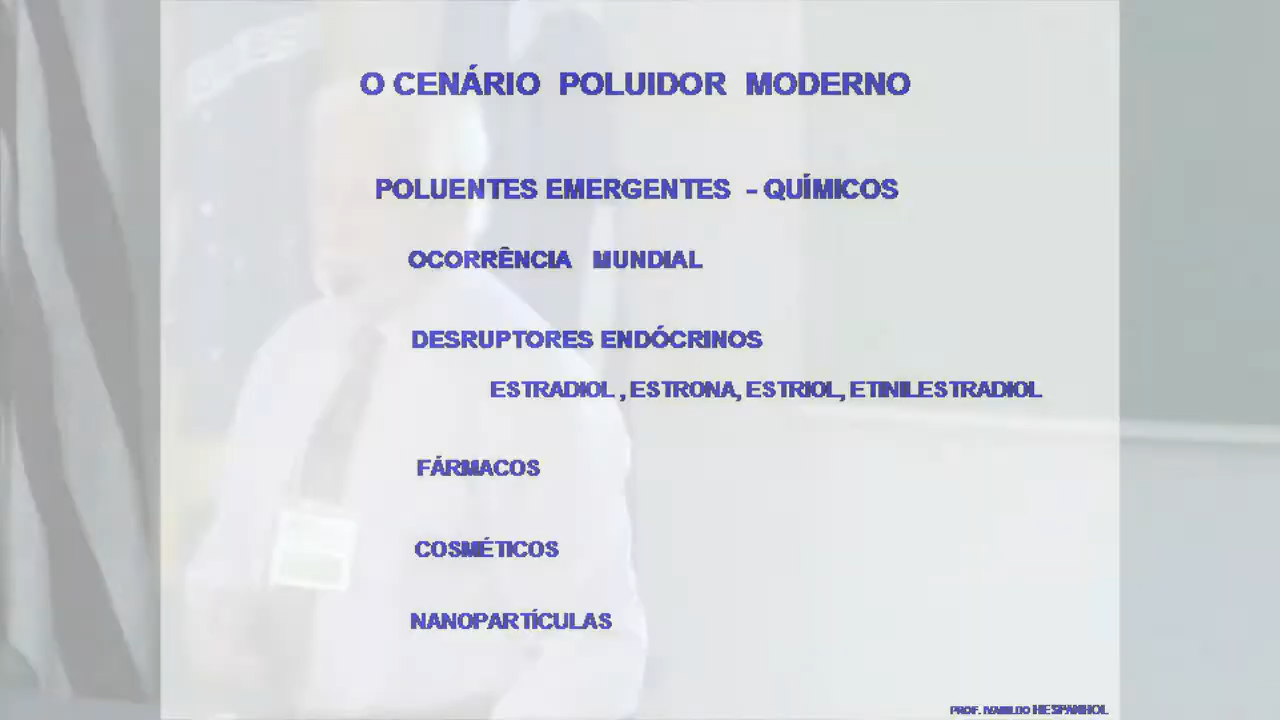 O CENÁRIO POLUIDOR MODERNO
POLUENTES EMERGENTES - QUÍMICOS
OCORRÊNCIA MUNDIAL
DESRUPTORES ENDÓCRINOS
ESTRADIOL , ESTRONA, ESTRIOL, ETINILESTRADIOL
FÁRMACOS
COSMÉTICOS
NANOPARTÍCULAS
PROF. IVANILDO HESPANHOL